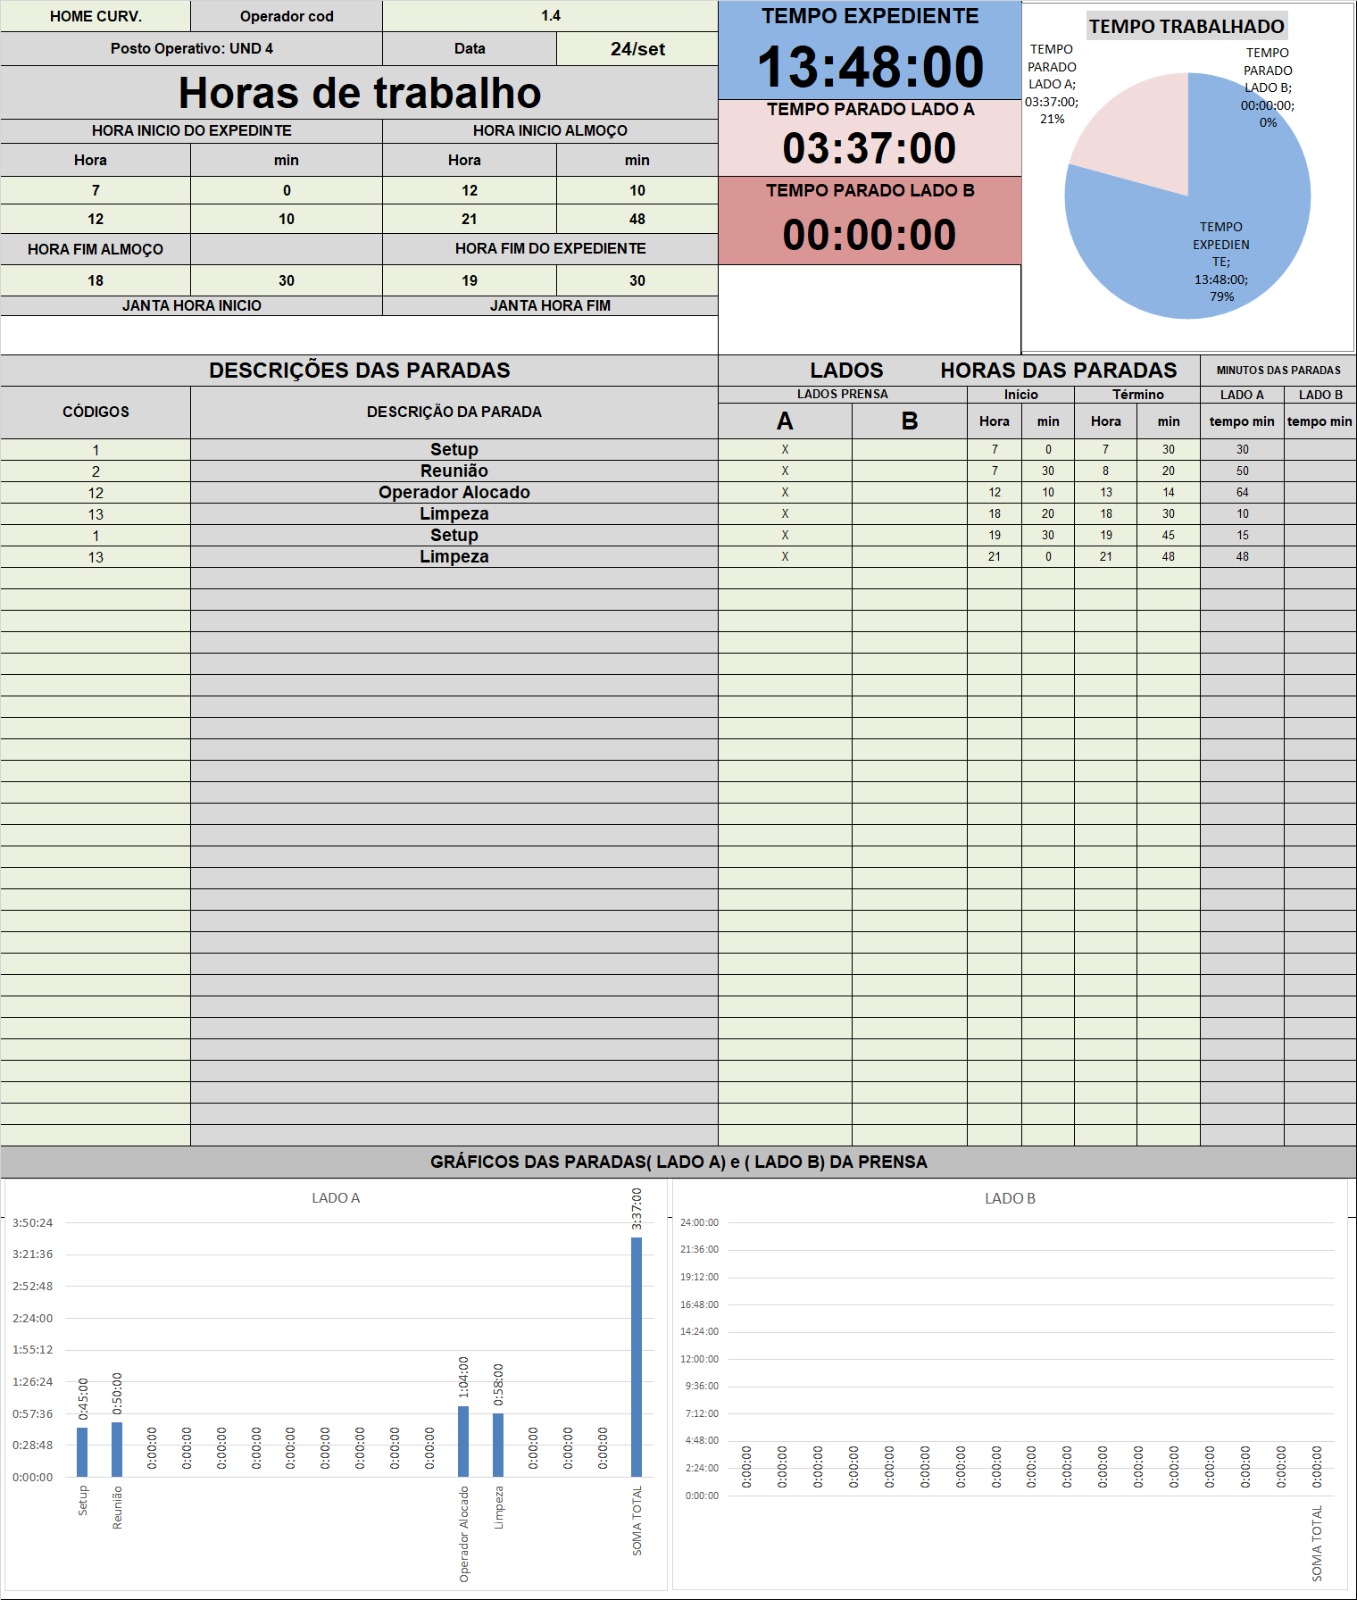 HOME CURV. Operador cod 1.4
Posto Operativo: UND 4 Data 24/set
Horas de trabalho
HORA INICIO DO EXPEDINTE HORA INICIO ALMOÇO
Hora min Hora min
7 0 12 10
12 10 21 48
HORA FIM ALMOÇO HORA FIM DO EXPEDIENTE
18 30 19 30
JANTA HORA INICIO JANTA HORA FIM
TEMPO EXPEDIENTE
13:48:00
TEMPO PARADO LADO A
03:37:00
TEMPO PARADO LADO B
00:00:00
TEMPO TRABALHADO
TEMPO
PARADO
LADO A;
03:37:00;
21%
TEMPO
PARADO
LADO B;
00:00:00;
0%
TEMPO
EXPEDIEN
TE;
13:48:00;
79%
DESCRIÇÕES DAS PARADAS LADOS HORAS DAS PARADAS MINUTOS DAS PARADAS
CÓDIGOS DESCRIÇÃO DA PARADA LADOS PRENSA Início Término LADO A LADO B
A B Hora min Hora min tempo min tempo min
1 Setup X 7 0 7 30 30
2 Reunião X 7 30 8 20 50
12 Operador Alocado X 12 10 13 14 64
13 Limpeza X 18 20 18 30 10
1 Setup X 19 30 19 45 15
13 Limpeza X 21 0 21 48 48
GRÁFICOS DAS PARADAS( LADO A) e ( LADO B) DA PRENSA
LADO A
3:50:24
3:21:36
2:52:48
2:24:00
1:55:12
1:26:24
0:57:36
0:28:48
0:00:00
0:45:00 0:50:00 0:00:00 0:00:00 0:00:00 0:00:00 0:00:00 0:00:00 0:00:00 0:00:00 0:00:00 1:04:00 0:58:00 0:00:00 0:00:00 0:00:00 3:37:00
Setup Reunião Operador Alocado Limpeza SOMA TOTAL
LADO B
24:00:00
21:36:00
19:12:00
16:48:00
14:24:00
12:00:00
9:36:00
7:12:00
4:48:00
2:24:00
0:00:00
0:00:00 0:00:00 0:00:00 0:00:00 0:00:00 0:00:00 0:00:00 0:00:00 0:00:00 0:00:00 0:00:00 0:00:00 0:00:00 0:00:00 0:00:00 0:00:00 0:00:00
SOMA TOTAL